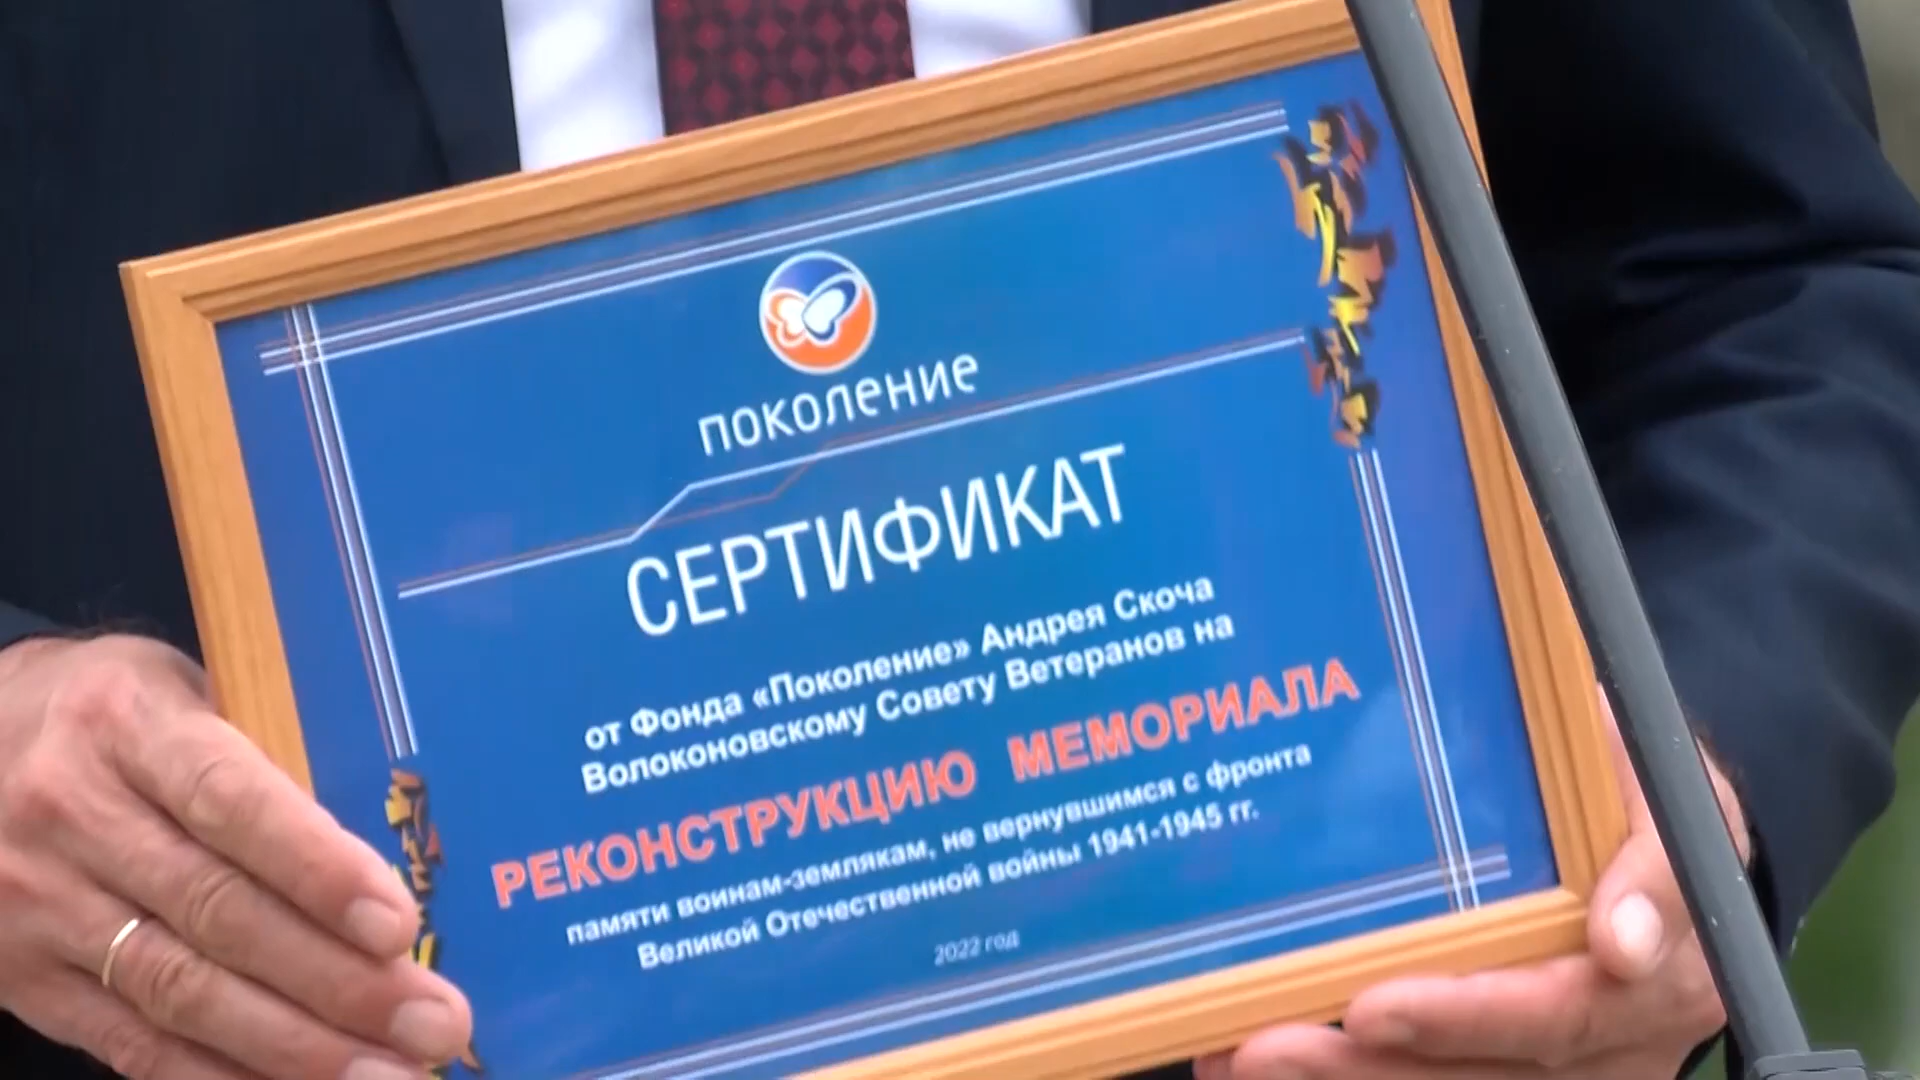 поколение
СЕРТИФИКАТ
от Фонда «Поколение» Андрея Скоча
Волоконовскому Совету Ветеранов на
РЕКОНСТРУКЦИЮ МЕМОРИАЛА
памяти воинам-землякам, не вернувшимся с фронта
Великой Отечественной войны 1941-1945 гг.
2022 год